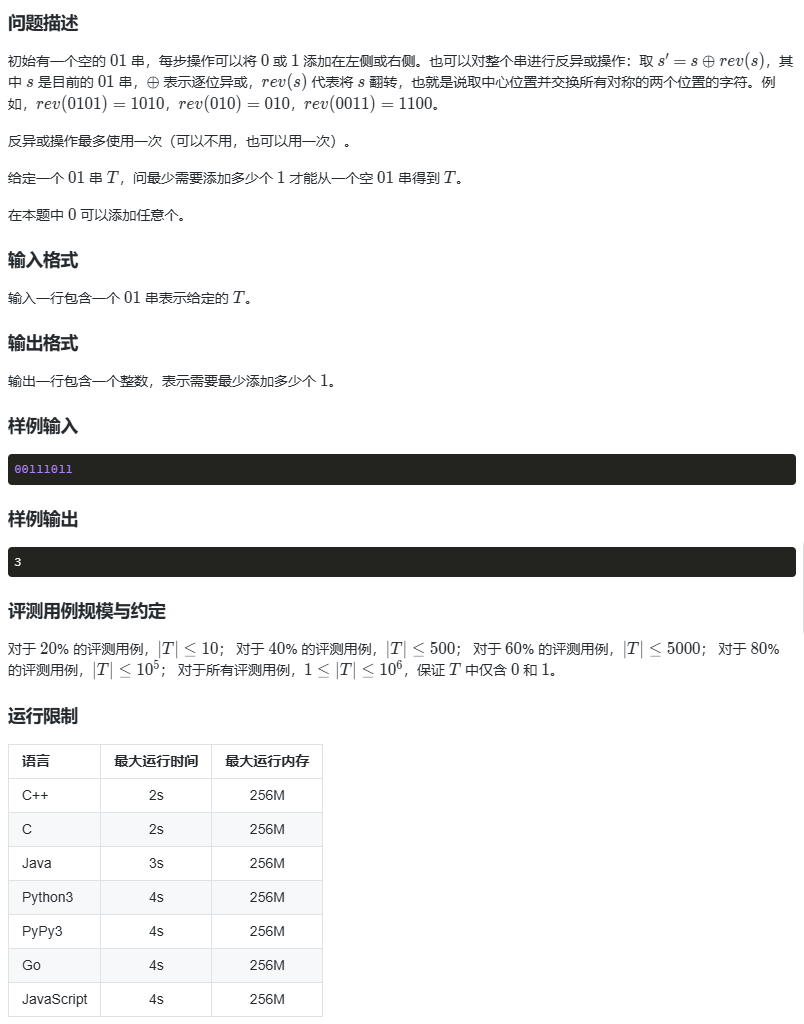 问题描述
初始有一个空的 01 串，每步操作可以将 0 或 1 添加在左侧或右侧。也可以对整个串进行反异或操作：取 s′ = s ⊕ rev(s)，其
中 s 是目前的 01 串，⊕ 表示逐位异或，rev(s) 代表将 s 翻转，也就是说取中心位置并交换所有对称的两个位置的字符。例
如，rev(0101) = 1010，rev(010) = 010，rev(0011) = 1100。
反异或操作最多使用一次（可以不用，也可以用一次）。
给定一个 01 串 T，问最少需要添加多少个 1 才能从一个空 01 串得到 T。
在本题中 0 可以添加任意个。
输入格式
输入一行包含一个 01 串表示给定的 T。
输出格式
输出一行包含一个整数，表示需要最少添加多少个 1。
样例输入
00111011
样例输出
3
评测用例规模与约定
对于 20% 的评测用例，|T| ≤ 10； 对于 40% 的评测用例，|T| ≤ 500； 对于 60% 的评测用例，|T| ≤ 5000； 对于 80%
的评测用例，|T| ≤ 10⁵； 对于所有评测用例，1 ≤ |T| ≤ 10⁶，保证 T 中仅含 0 和 1。
运行限制
语言 最大运行时间 最大运行内存
C++ 2s 256M
C 2s 256M
Java 3s 256M
Python3 4s 256M
PyPy3 4s 256M
Go 4s 256M
JavaScript 4s 256M